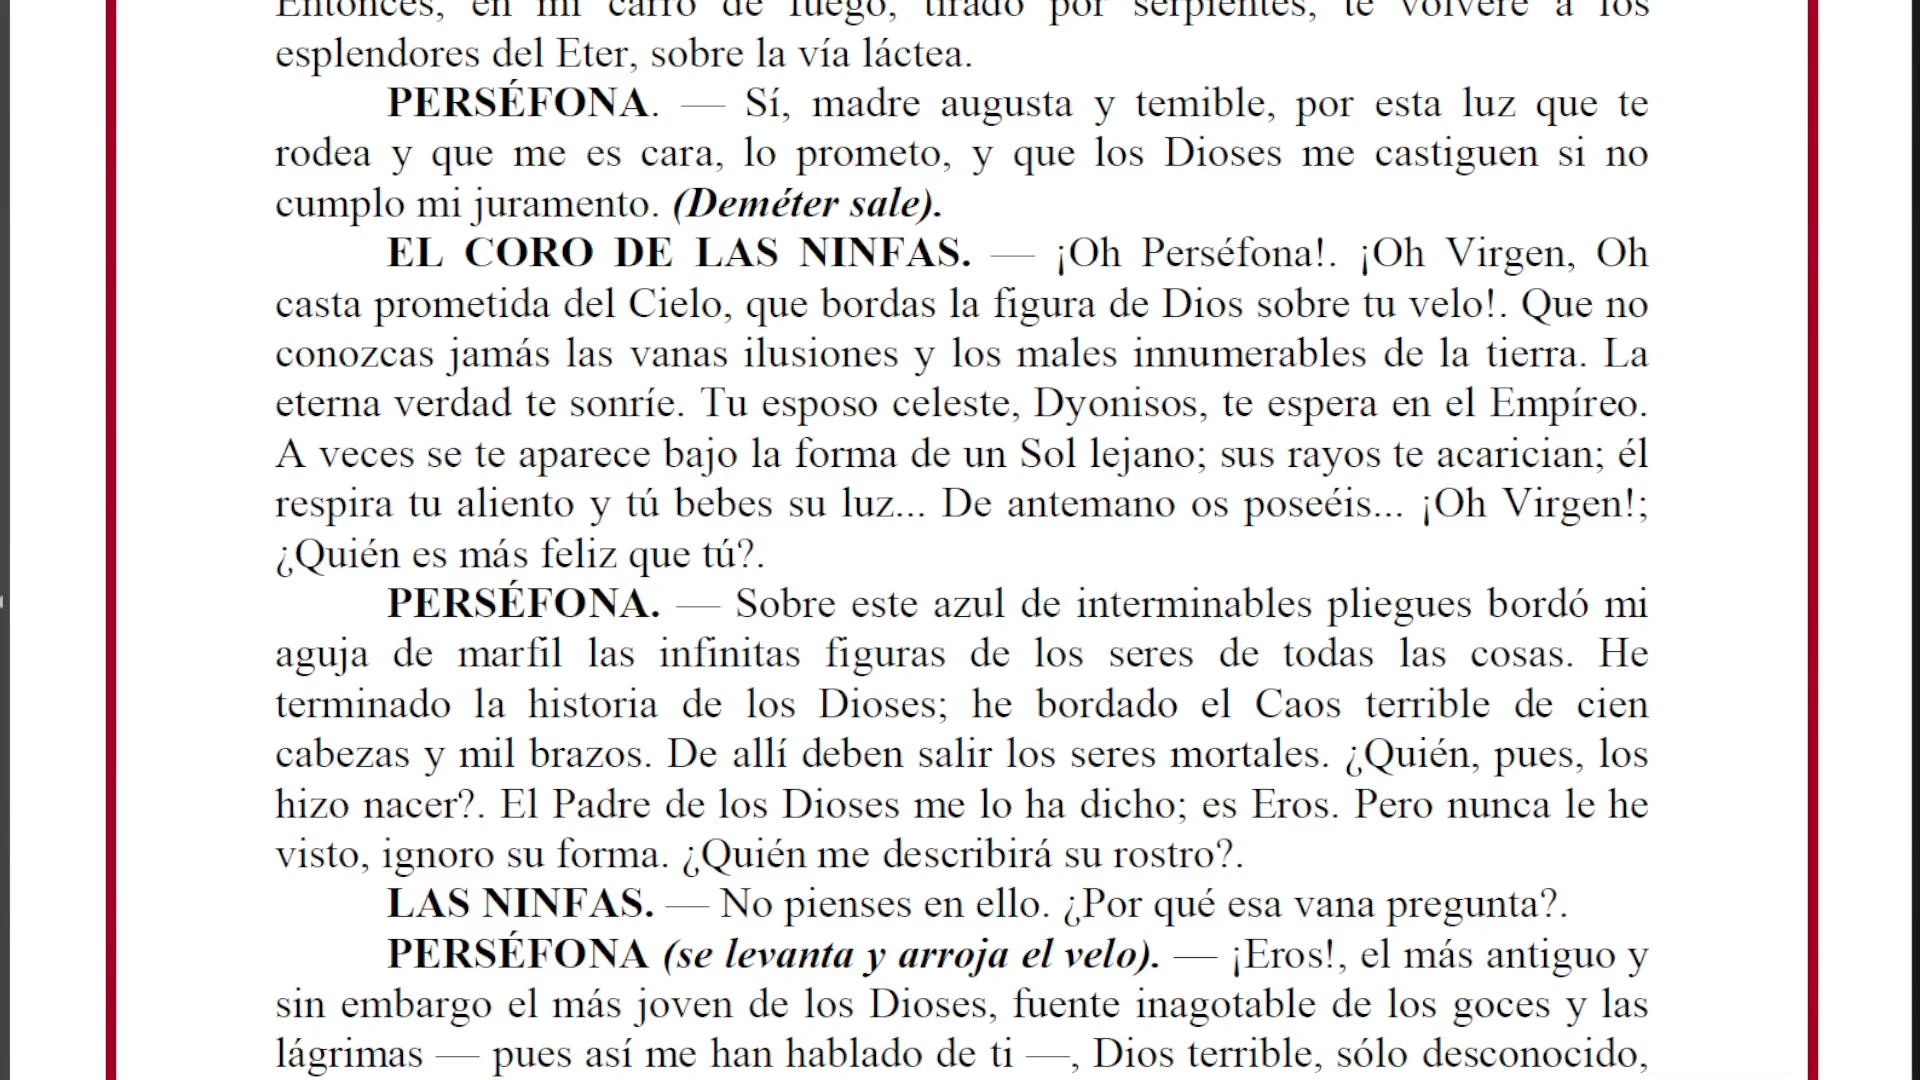 Entonces, en mi carro de fuego, tirado por serpientes, te volveré a los
esplendores del Eter, sobre la vía láctea.
PERSÉFONA. — Sí, madre augusta y temible, por esta luz que te
rodea y que me es cara, lo prometo, y que los Dioses me castiguen si no
cumplo mi juramento. (Deméter sale).
EL CORO DE LAS NINFAS. — ¡Oh Perséfona!. ¡Oh Virgen, Oh
casta prometida del Cielo, que bordas la figura de Dios sobre tu velo!. Que no
conozcas jamás las vanas ilusiones y los males innumerables de la tierra. La
eterna verdad te sonríe. Tu esposo celeste, Dyonisos, te espera en el Empíreo.
A veces se te aparece bajo la forma de un Sol lejano; sus rayos te acarician; él
respira tu aliento y tú bebes su luz... De antemano os poseéis... ¡Oh Virgen!;
¿Quién es más feliz que tú?.
PERSÉFONA. — Sobre este azul de interminables pliegues bordó mi
aguja de marfil las infinitas figuras de los seres de todas las cosas. He
terminado la historia de los Dioses; he bordado el Caos terrible de cien
cabezas y mil brazos. De allí deben salir los seres mortales. ¿Quién, pues, los
hizo nacer?. El Padre de los Dioses me lo ha dicho; es Eros. Pero nunca le he
visto, ignoro su forma. ¿Quién me describirá su rostro?.
LAS NINFAS. — No pienses en ello. ¿Por qué esa vana pregunta?.
PERSÉFONA (se levanta y arroja el velo). — ¡Eros!, el más antiguo y
sin embargo el más joven de los Dioses, fuente inagotable de los goces y las
lágrimas — pues así me han hablado de ti —, Dios terrible, sólo desconocido,